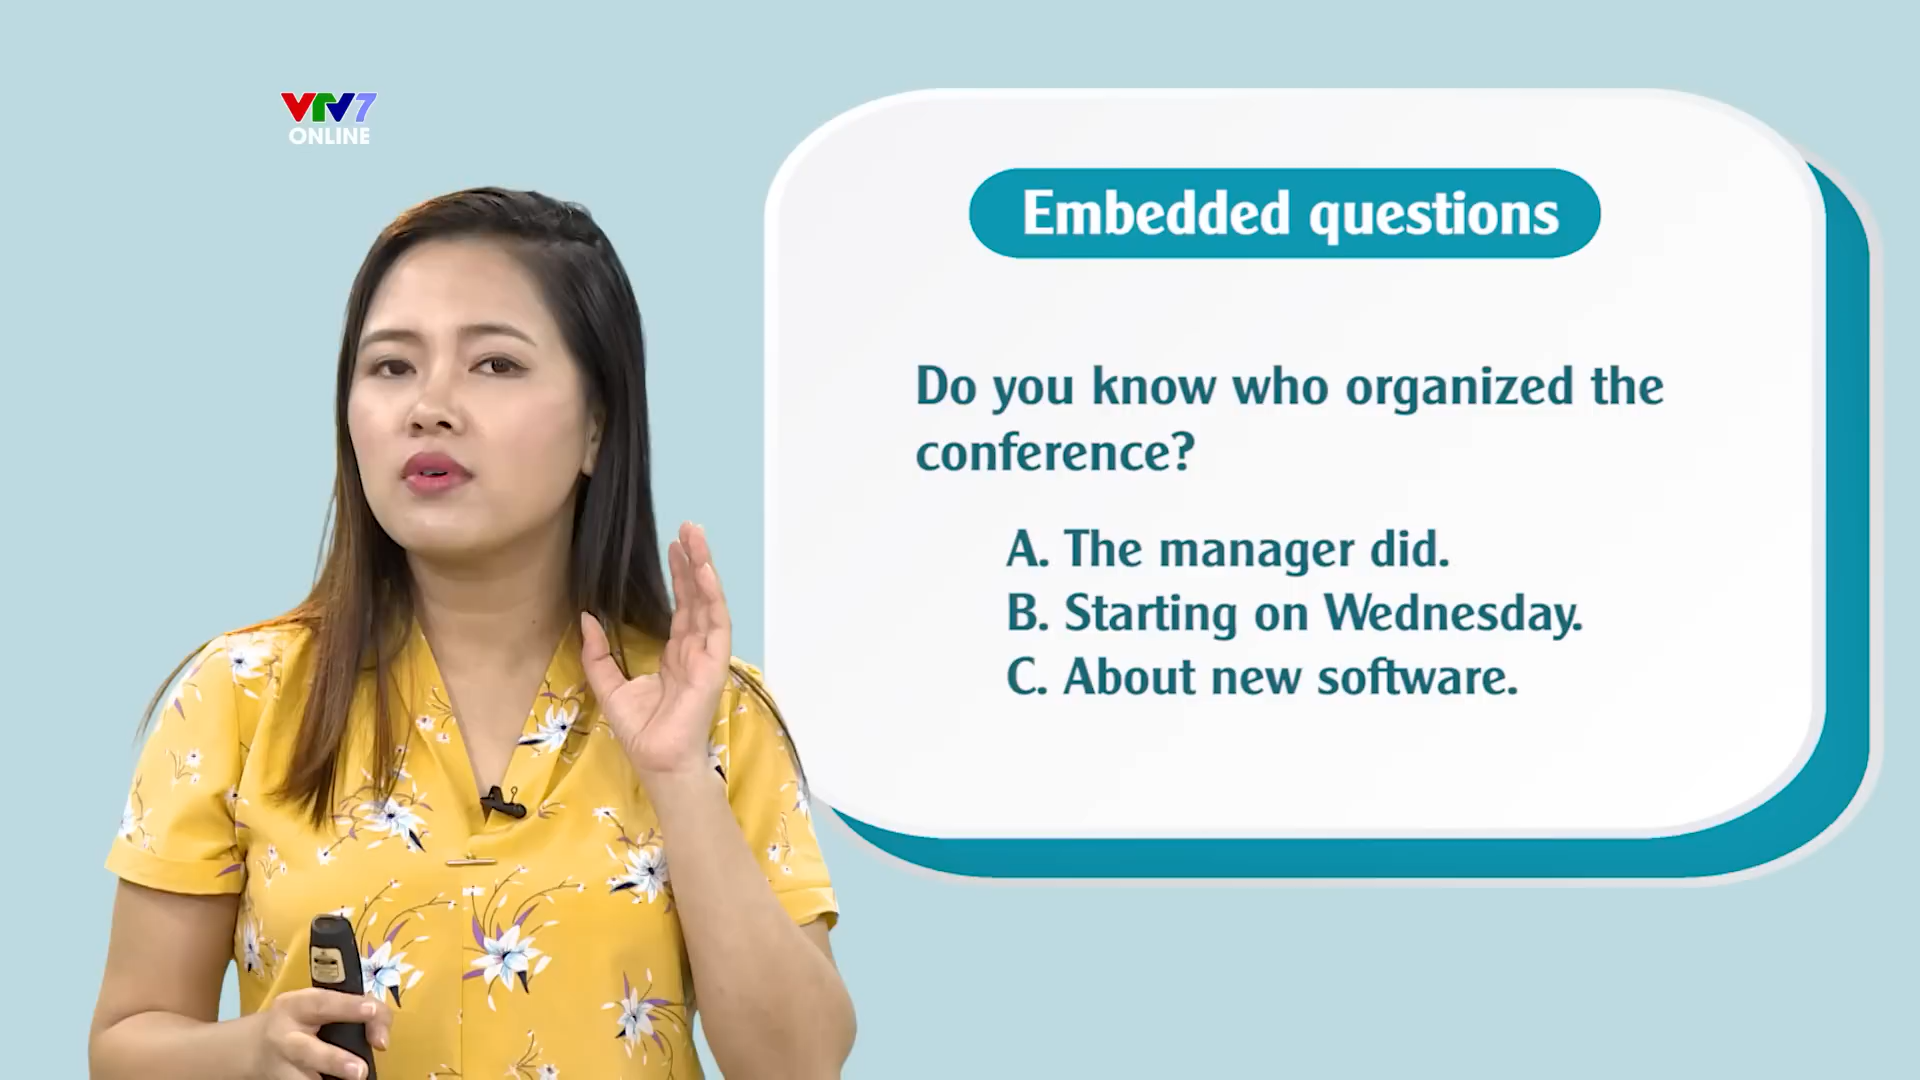 VTV7
ONLINE
Embedded questions
Do you know who organized the
conference?
A. The manager did.
B. Starting on Wednesday.
C. About new software.